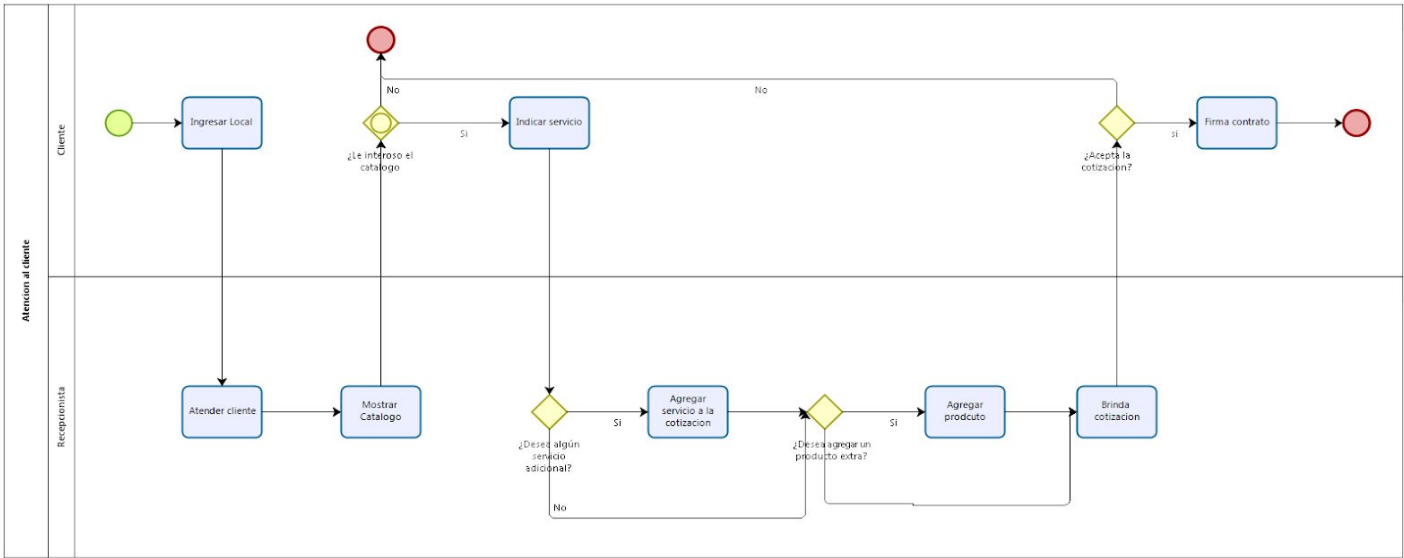 Atencion al cliente
Cliente
Ingresar Local
No
¿Le interoso el
catalogo
Si
Indicar servicio
No
¿Acepta la
cotizacion?
si
Firma contrato
Recepcionista
Atender cliente
Mostrar
Catalogo
¿Desea algún
servicio
adicional?
No
Si
Agregar
servicio a la
cotizacion
¿Desea agregar un
producto extra?
Si
Agregar
prodcuto
Brinda
cotizacion